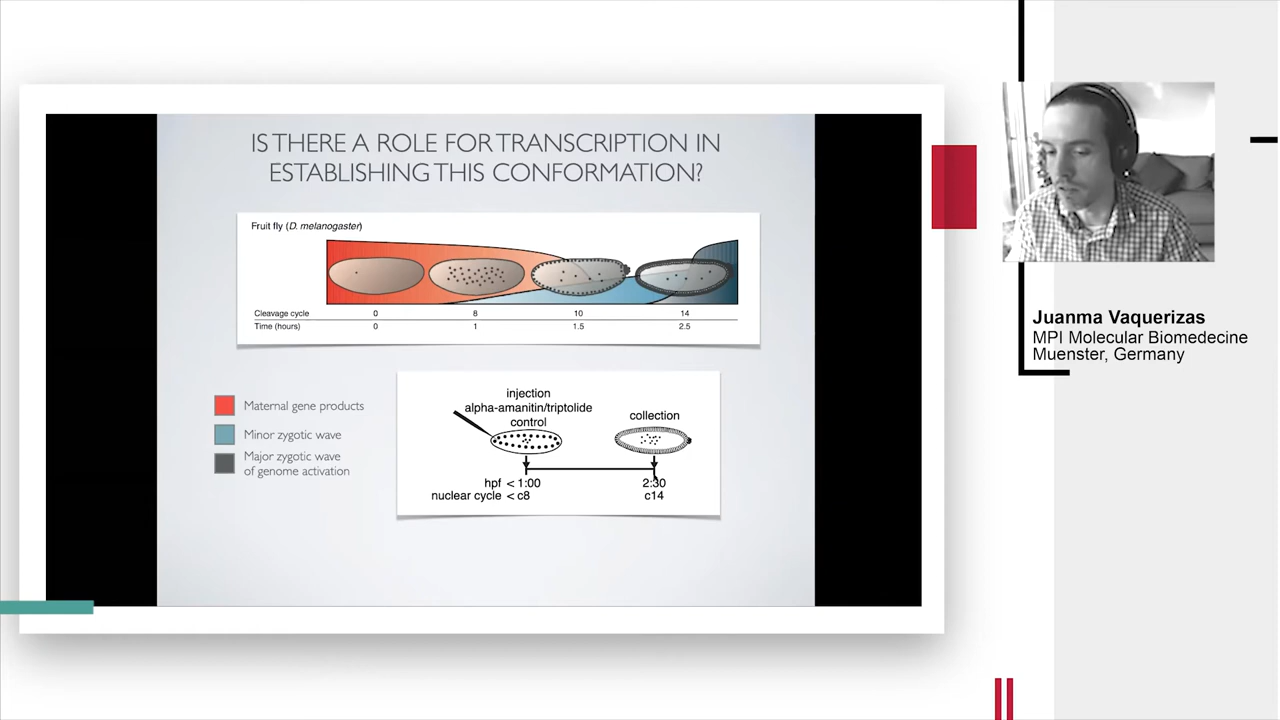 IS THERE A ROLE FOR TRANSCRIPTION IN
ESTABLISHING THIS CONFORMATION?
Fruit fly (D. melanogaster)
Cleavage cycle 0 8 10 14
Time (hours) 0 1 1.5 2.5
Maternal gene products
Minor zygotic wave
Major zygotic wave
of genome activation
injection
alpha-amanitin/triptolide
control
collection
hpf < 1:00 2:30
nuclear cycle < c8 c14
Juanma Vaquerizas
MPI Molecular Biomedecine
Muenster, Germany